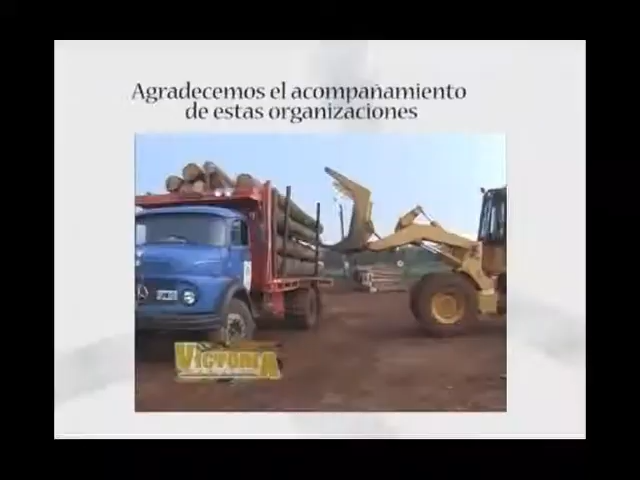 Agradecemos el acompañamiento
de estas organizaciones
VICTORIA